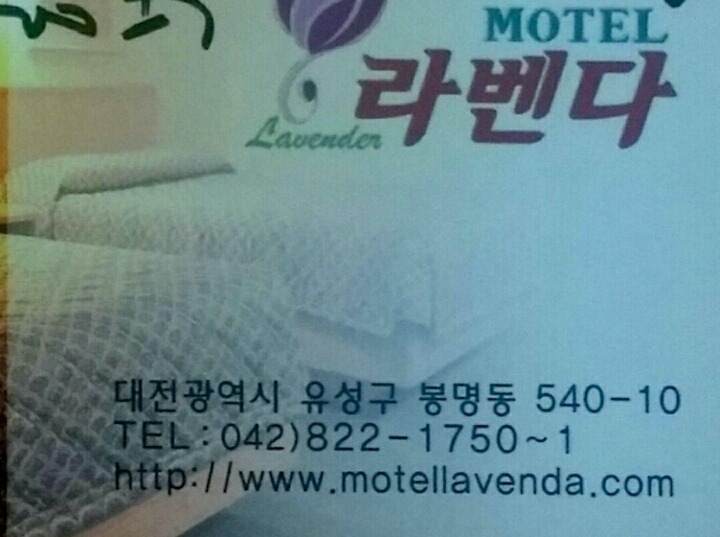 MOTEL
라벤다
Lavender
대전광역시 유성구 봉명동 540-10
TEL:042)822-1750~1
http://www.motellavenda.com